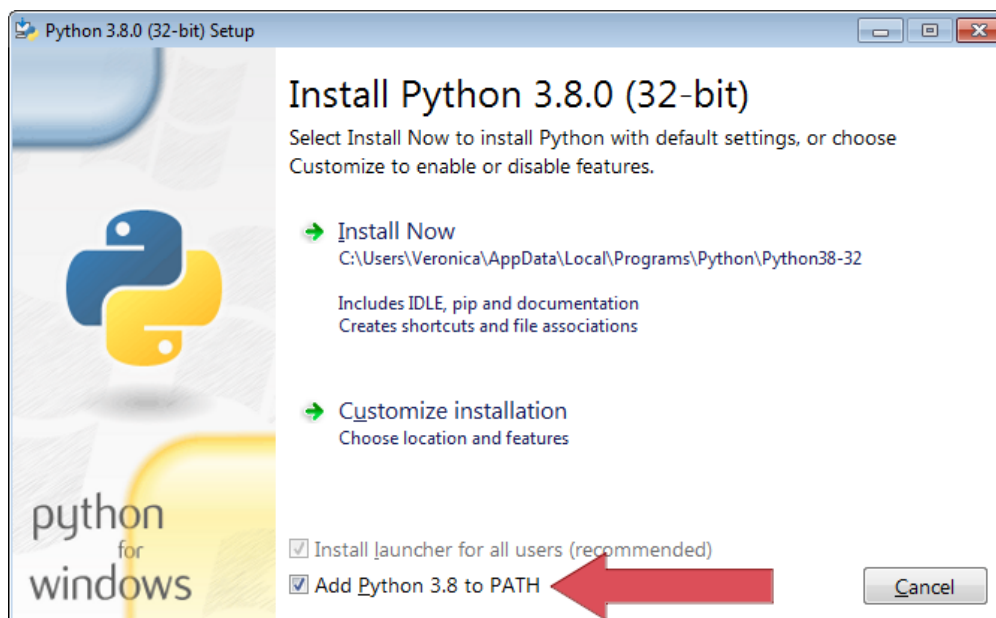 Python 3.8.0 (32-bit) Setup
Install Python 3.8.0 (32-bit)
Select Install Now to install Python with default settings, or choose
Customize to enable or disable features.
Install Now
C:\Users\Veronica\AppData\Local\Programs\Python\Python38-32
Includes IDLE, pip and documentation
Creates shortcuts and file associations
Customize installation
Choose location and features
python
for
windows
Install launcher for all users (recommended)
Add Python 3.8 to PATH
Cancel